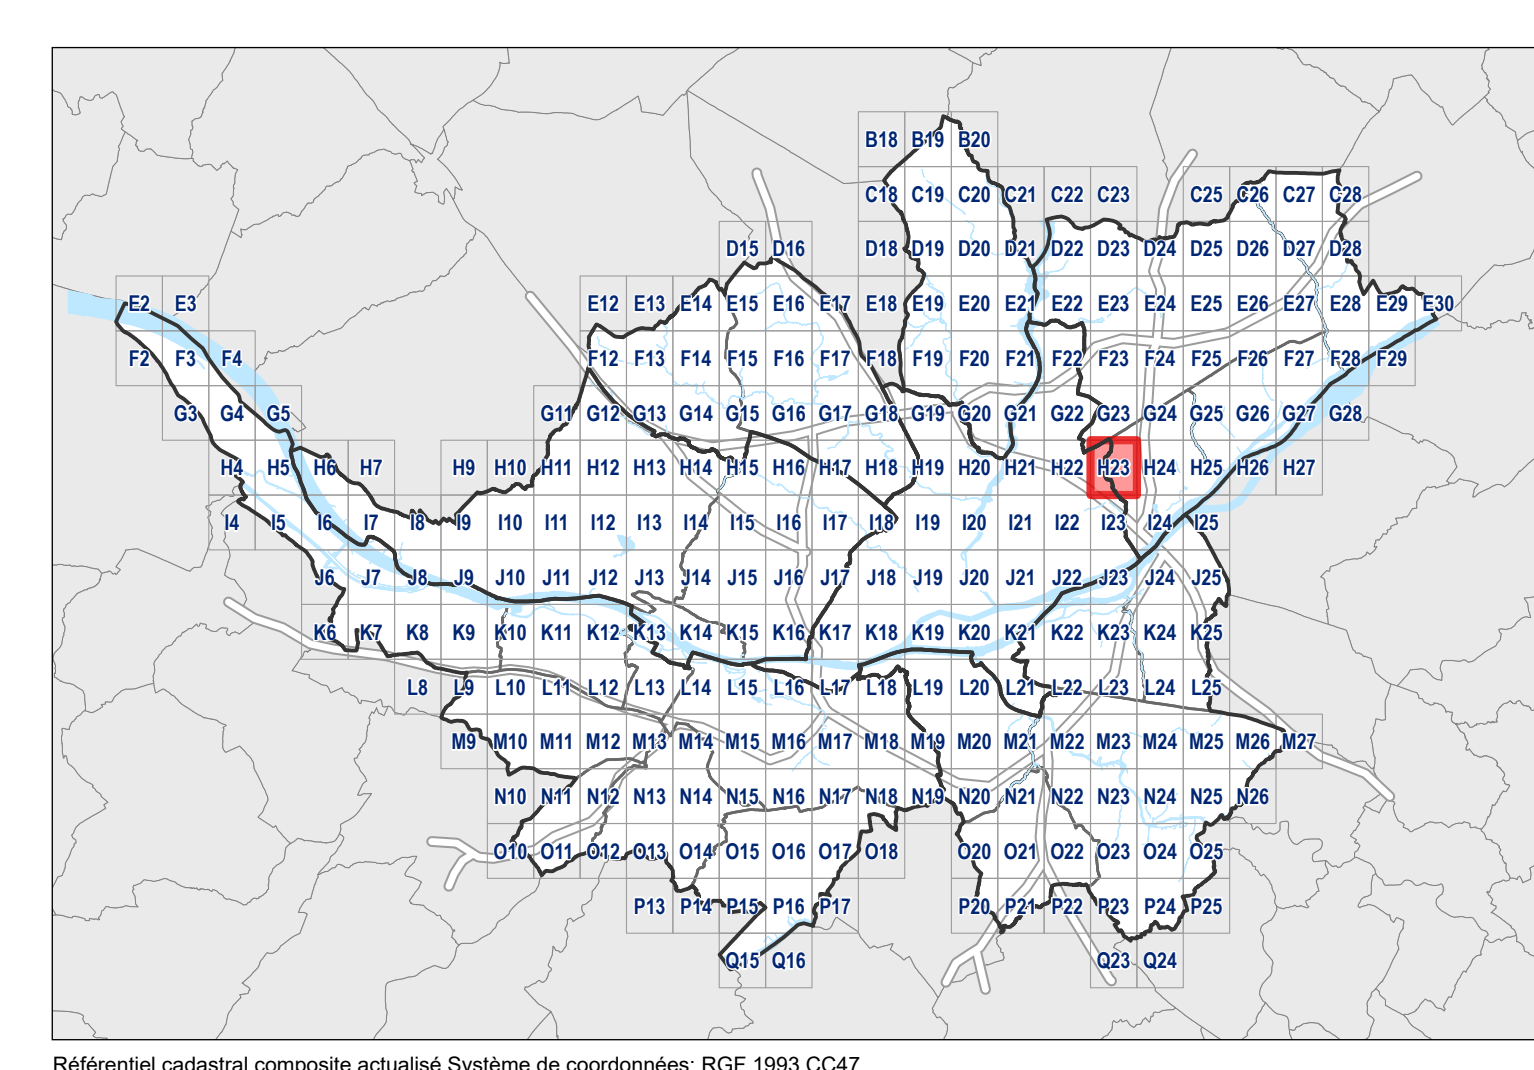 B18 B19 B20
C18 C19 C20 C21 C22 C23 C25 C26 C27 C28
D15 D16 D18 D19 D20 D21 D22 D23 D24 D25 D26 D27 D28
E2 E3 E12 E13 E14 E15 E16 E17 E18 E19 E20 E21 E22 E23 E24 E25 E26 E27 E28 E29 E30
F2 F3 F4 F12 F13 F14 F15 F16 F17 F18 F19 F20 F21 F22 F23 F24 F25 F26 F27 F28 F29
G3 G4 G5 G11 G12 G13 G14 G15 G16 G17 G18 G19 G20 G21 G22 G23 G24 G25 G26 G27 G28
H4 H5 H6 H7 H9 H10 H11 H12 H13 H14 H15 H16 H17 H18 H19 H20 H21 H22 H23 H24 H25 H26 H27
I4 I5 I6 I7 I8 I9 I10 I11 I12 I13 I14 I15 I16 I17 I18 I19 I20 I21 I22 I23 I24 I25
J6 J7 J8 J9 J10 J11 J12 J13 J14 J15 J16 J17 J18 J19 J20 J21 J22 J23 J24 J25
K6 K7 K8 K9 K10 K11 K12 K13 K14 K15 K16 K17 K18 K19 K20 K21 K22 K23 K24 K25
L8 L9 L10 L11 L12 L13 L14 L15 L16 L17 L18 L19 L20 L21 L22 L23 L24 L25
M9 M10 M11 M12 M13 M14 M15 M16 M17 M18 M19 M20 M21 M22 M23 M24 M25 M26 M27
N10 N11 N12 N13 N14 N15 N16 N17 N18 N19 N20 N21 N22 N23 N24 N25 N26
O10 O11 O12 O13 O14 O15 O16 O17 O18 O20 O21 O22 O23 O24 O25
P13 P14 P15 P16 P17 P20 P21 P22 P23 P24 P25
Q15 Q16 Q23 Q24
Référentiel cadastral composite actualisé Système de coordonnées: RGF 1993 CC47